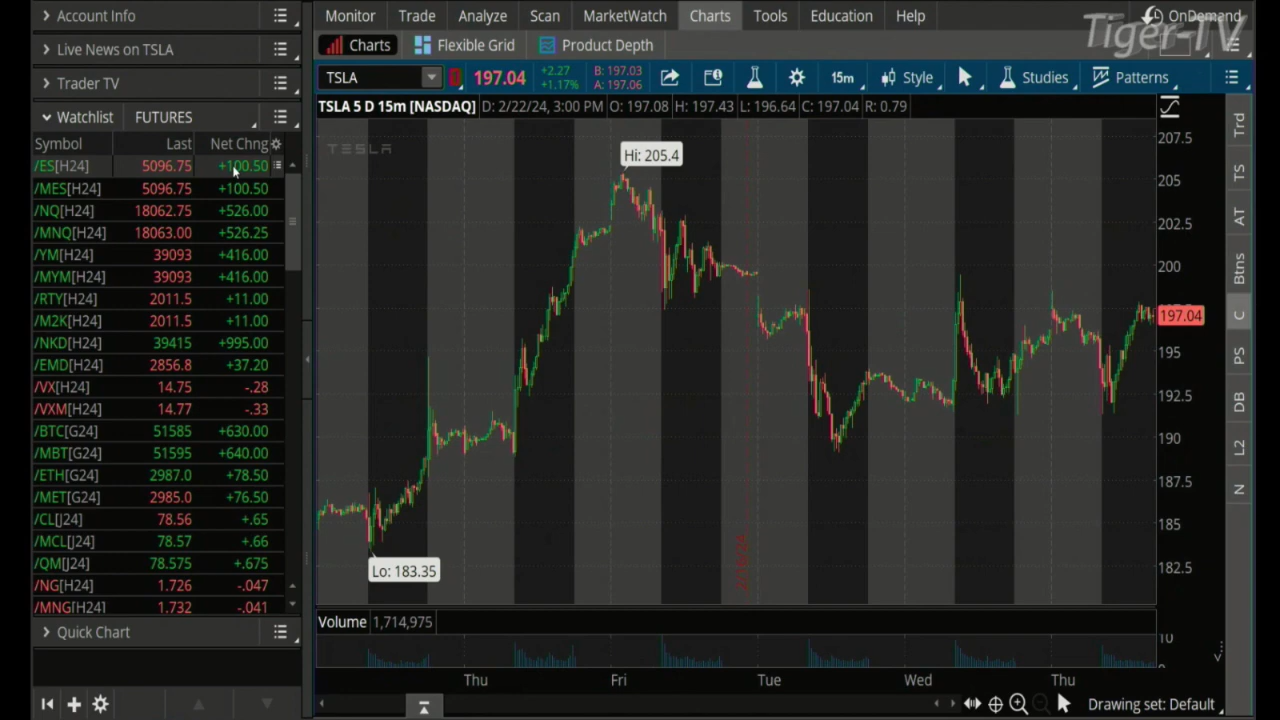 Account Info
Live News on TSLA
Trader TV
Watchlist FUTURES
Symbol Last Net Chng
/ES[H24] 5096.75 +100.50
/MES[H24] 5096.75 +100.50
/NQ[H24] 18062.75 +526.00
/MNQ[H24] 18063.00 +526.25
/YM[H24] 39093 +416.00
/MYM[H24] 39093 +416.00
/RTY[H24] 2011.5 +11.00
/M2K[H24] 2011.5 +11.00
/NKD[H24] 39415 +995.00
/EMD[H24] 2856.8 +37.20
/VX[H24] 14.75 -.28
/VXM[H24] 14.77 -.33
/BTC[G24] 51585 +630.00
/MBT[G24] 51595 +640.00
/ETH[G24] 2987.0 +78.50
/MET[G24] 2985.0 +76.50
/CL[J24] 78.56 +.65
/MCL[J24] 78.57 +.66
/QM[J24] 78.575 +.675
/NG[H24] 1.726 -.047
/MNG[H24] 1.732 -.041
Quick Chart
Monitor Trade Analyze Scan MarketWatch Charts Tools Education Help
OnDemand
Tiger-TV
Charts Flexible Grid Product Depth
TSLA 197.04 +2.27 B: 197.03
+1.17% A: 197.06
15m Style Studies Patterns
TSLA 5 D 15m [NASDAQ] D: 2/22/24, 3:00 PM O: 197.08 H: 197.43 L: 196.64 C: 197.04 R: 0.79
TESLA
Hi: 205.4
Lo: 183.35
207.5
205
202.5
200
197.04
195
192.5
190
187.5
185
182.5
Trd
TS
AT
Btns
C
PS
DB
L2
N
Volume 1,714,975
10
Thu Fri Tue Wed Thu
Drawing set: Default